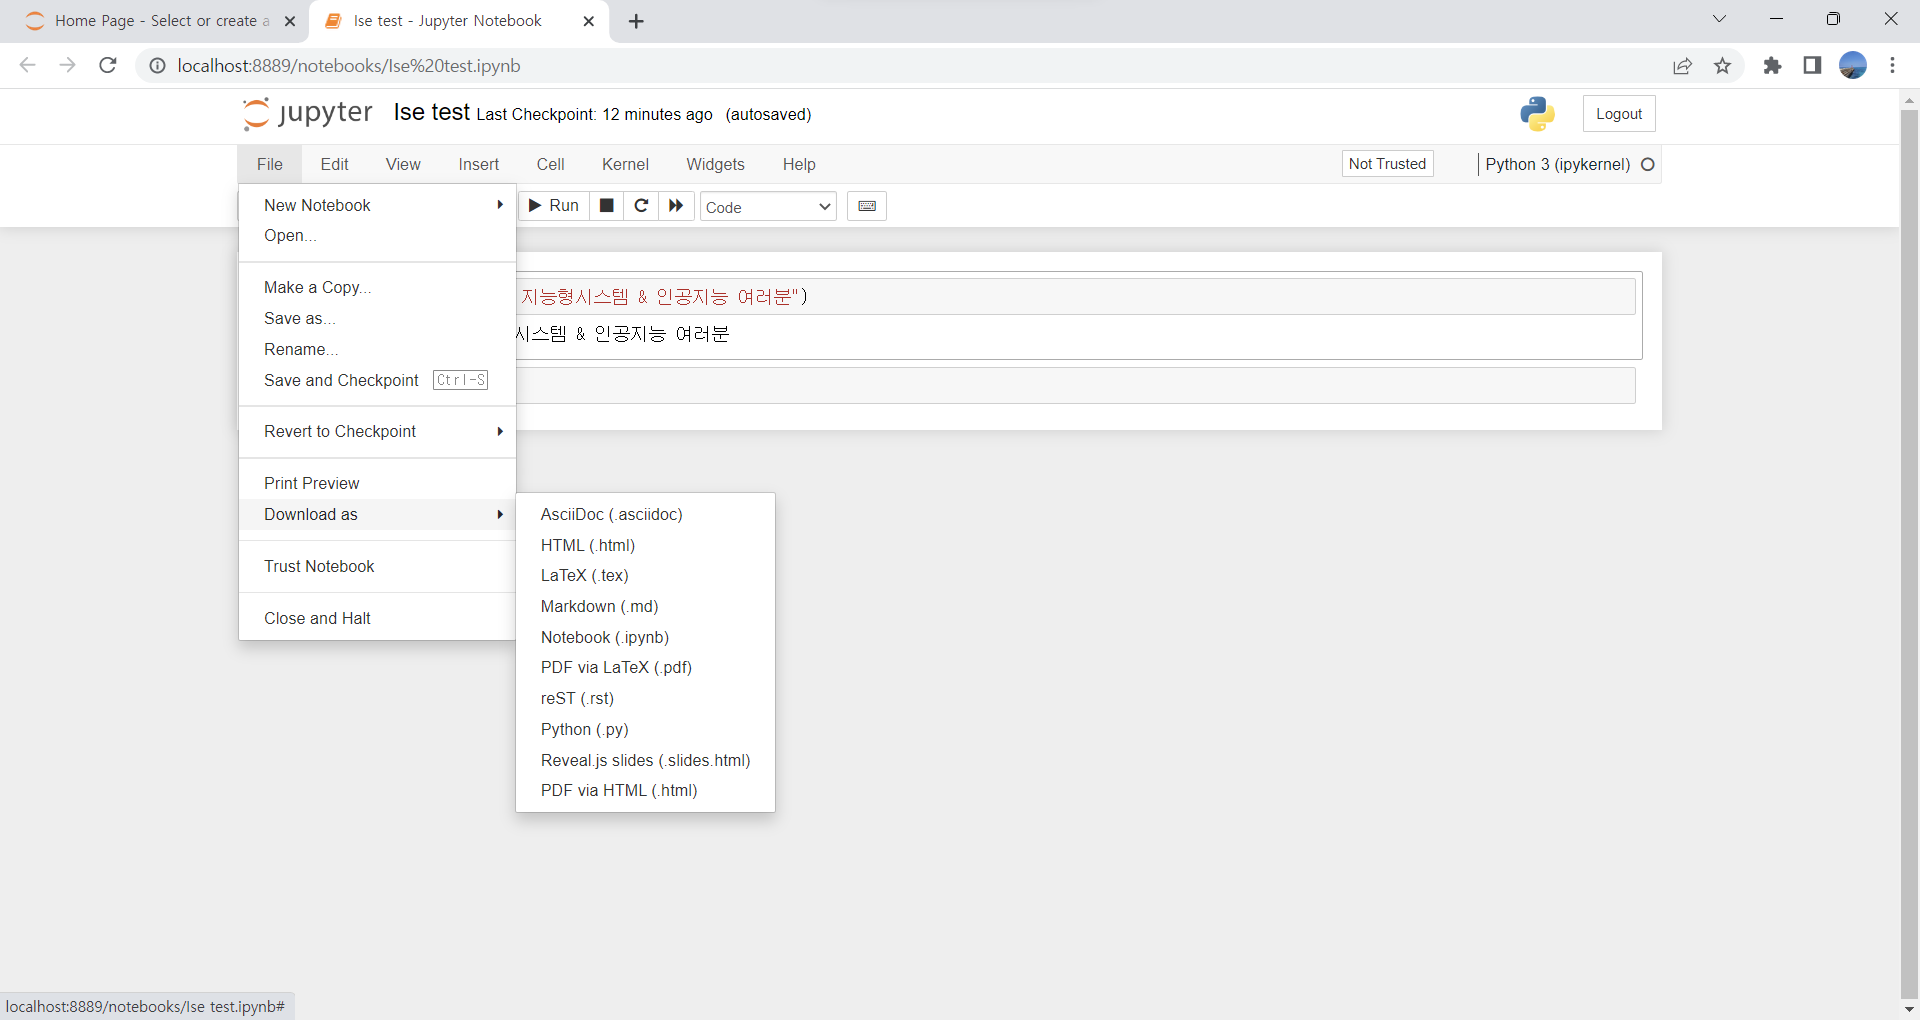 Home Page - Select or create a
Ise test - Jupyter Notebook
localhost:8889/notebooks/Ise%20test.ipynb
jupyter
Ise test Last Checkpoint: 12 minutes ago (autosaved)
Logout
File Edit View Insert Cell Kernel Widgets Help
Not Trusted
Python 3 (ipykernel)
Run
Code
New Notebook
Open...
Make a Copy...
Save as...
Rename...
Save and Checkpoint Ctrl-S
Revert to Checkpoint
Print Preview
Download as
Trust Notebook
Close and Halt
지능형시스템 & 인공지능 여러분")
시스템 & 인공지능 여러분
AsciiDoc (.asciidoc)
HTML (.html)
LaTeX (.tex)
Markdown (.md)
Notebook (.ipynb)
PDF via LaTeX (.pdf)
reST (.rst)
Python (.py)
Reveal.js slides (.slides.html)
PDF via HTML (.html)
localhost:8889/notebooks/Ise test.ipynb#